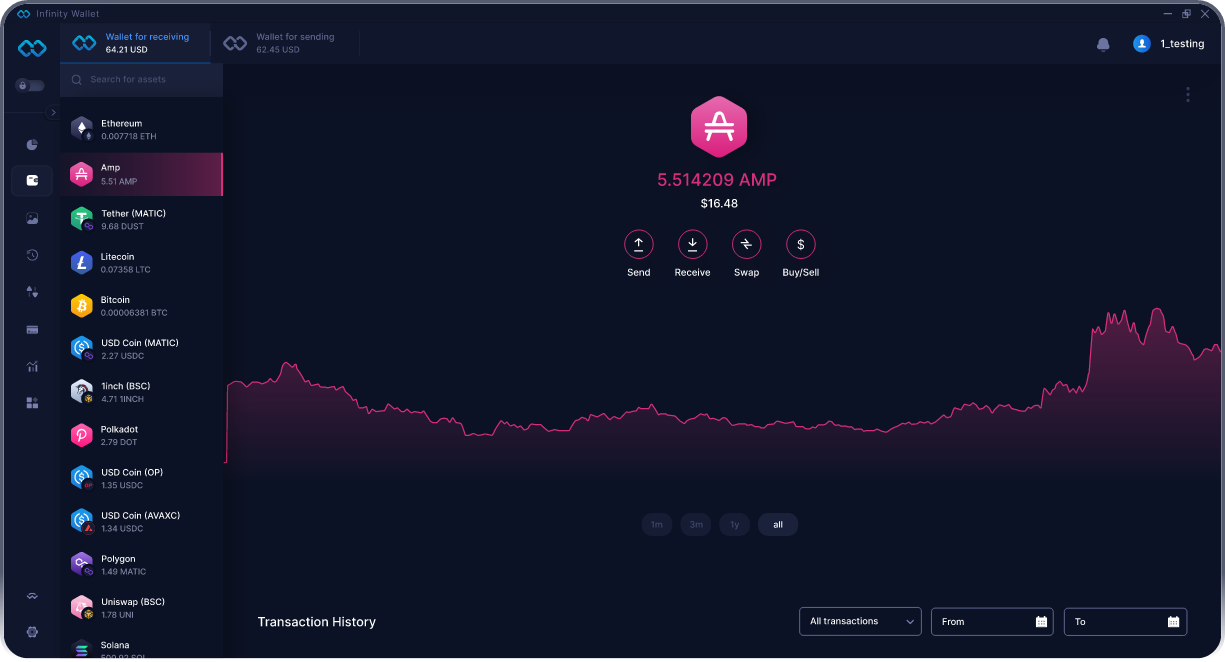 Infinity Wallet
Wallet for receiving
64.21 USD
Wallet for sending
62.45 USD
1_testing
Search for assets
Ethereum
0.007718 ETH
Amp
5.51 AMP
Tether (MATIC)
9.68 DUST
Litecoin
0.07358 LTC
Bitcoin
0.00006381 BTC
USD Coin (MATIC)
2.27 USDC
1inch (BSC)
4.71 1INCH
Polkadot
2.79 DOT
USD Coin (OP)
1.35 USDC
USD Coin (AVAXC)
1.34 USDC
Polygon
1.49 MATIC
Uniswap (BSC)
1.78 UNI
Solana
5.514209 AMP
$16.48
Send
Receive
Swap
Buy/Sell
1m
3m
1y
all
Transaction History
All transactions
From
To